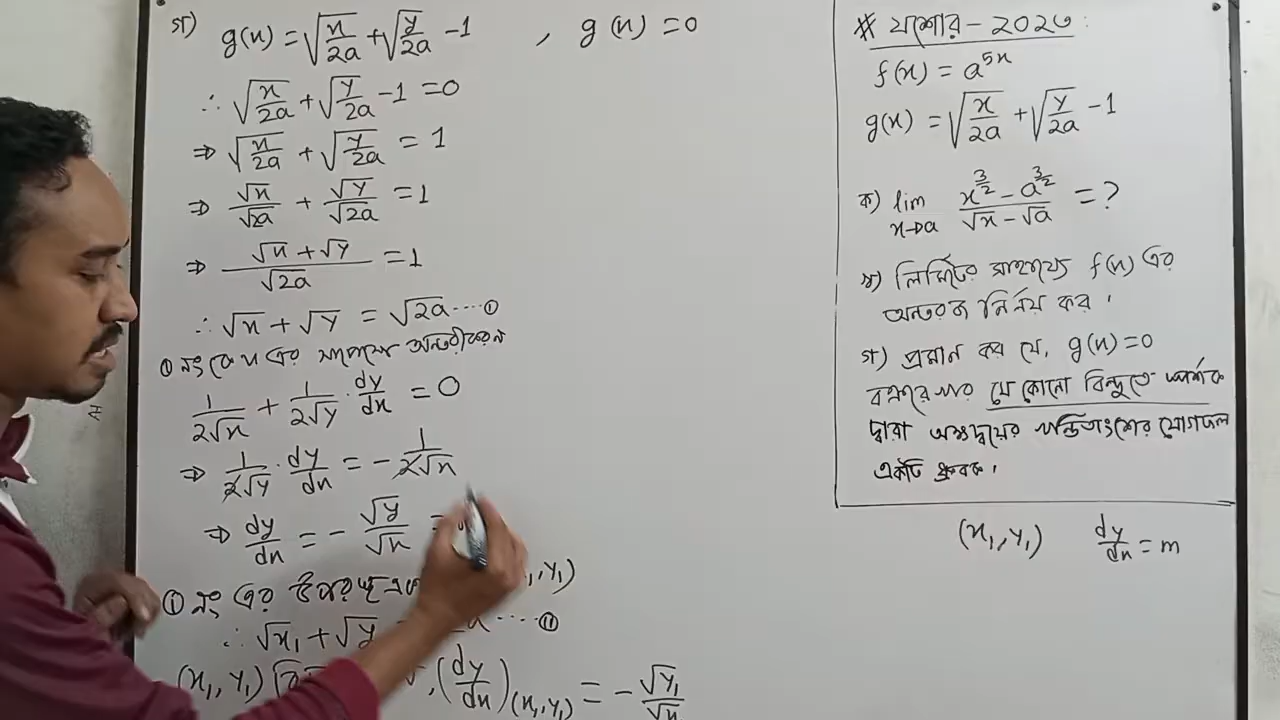 গ) g(x) = √(x/2a) + √(y/2a) - 1 , g(x) = 0
∴ √(x/2a) + √(y/2a) - 1 = 0
⇒ √(x/2a) + √(y/2a) = 1
⇒ √x/√2a + √y/√2a = 1
⇒ (√x + √y)/√2a = 1
∴ √x + √y = √2a ····· ①
① নং কে x এর সাপেক্ষে অন্তরীকরণ
1/2√x + 1/2√y · dy/dx = 0
⇒ 1/2√y · dy/dx = - 1/2√x
⇒ dy/dx = - √y/√x =
① নং এর উপরস্থ , y₁)
∴ √x₁ + √y ····· ⑪
(x₁, y₁) , (dy/dx)(x₁, y₁) = - √y₁/√x
# যশোর - ২০২৩ :
f(x) = a^5x
g(x) = √(x/2a) + √(y/2a) - 1
ক) lim x→a (x^3/2 - a^3/2)/(√x - √a) = ?
খ) লিমিটের সাহায্যে f(x) এর
অন্তরজ নির্ণয় কর ।
গ) প্রমান কর যে, g(x) = 0
বক্ররেখার যে কোনো বিন্দুতে স্পর্শক
দ্বারা অক্ষদ্বয়ের খন্ডিতাংশের যোগফল
একটি ধ্রুবক ।
(x₁, y₁) dy/dx = m